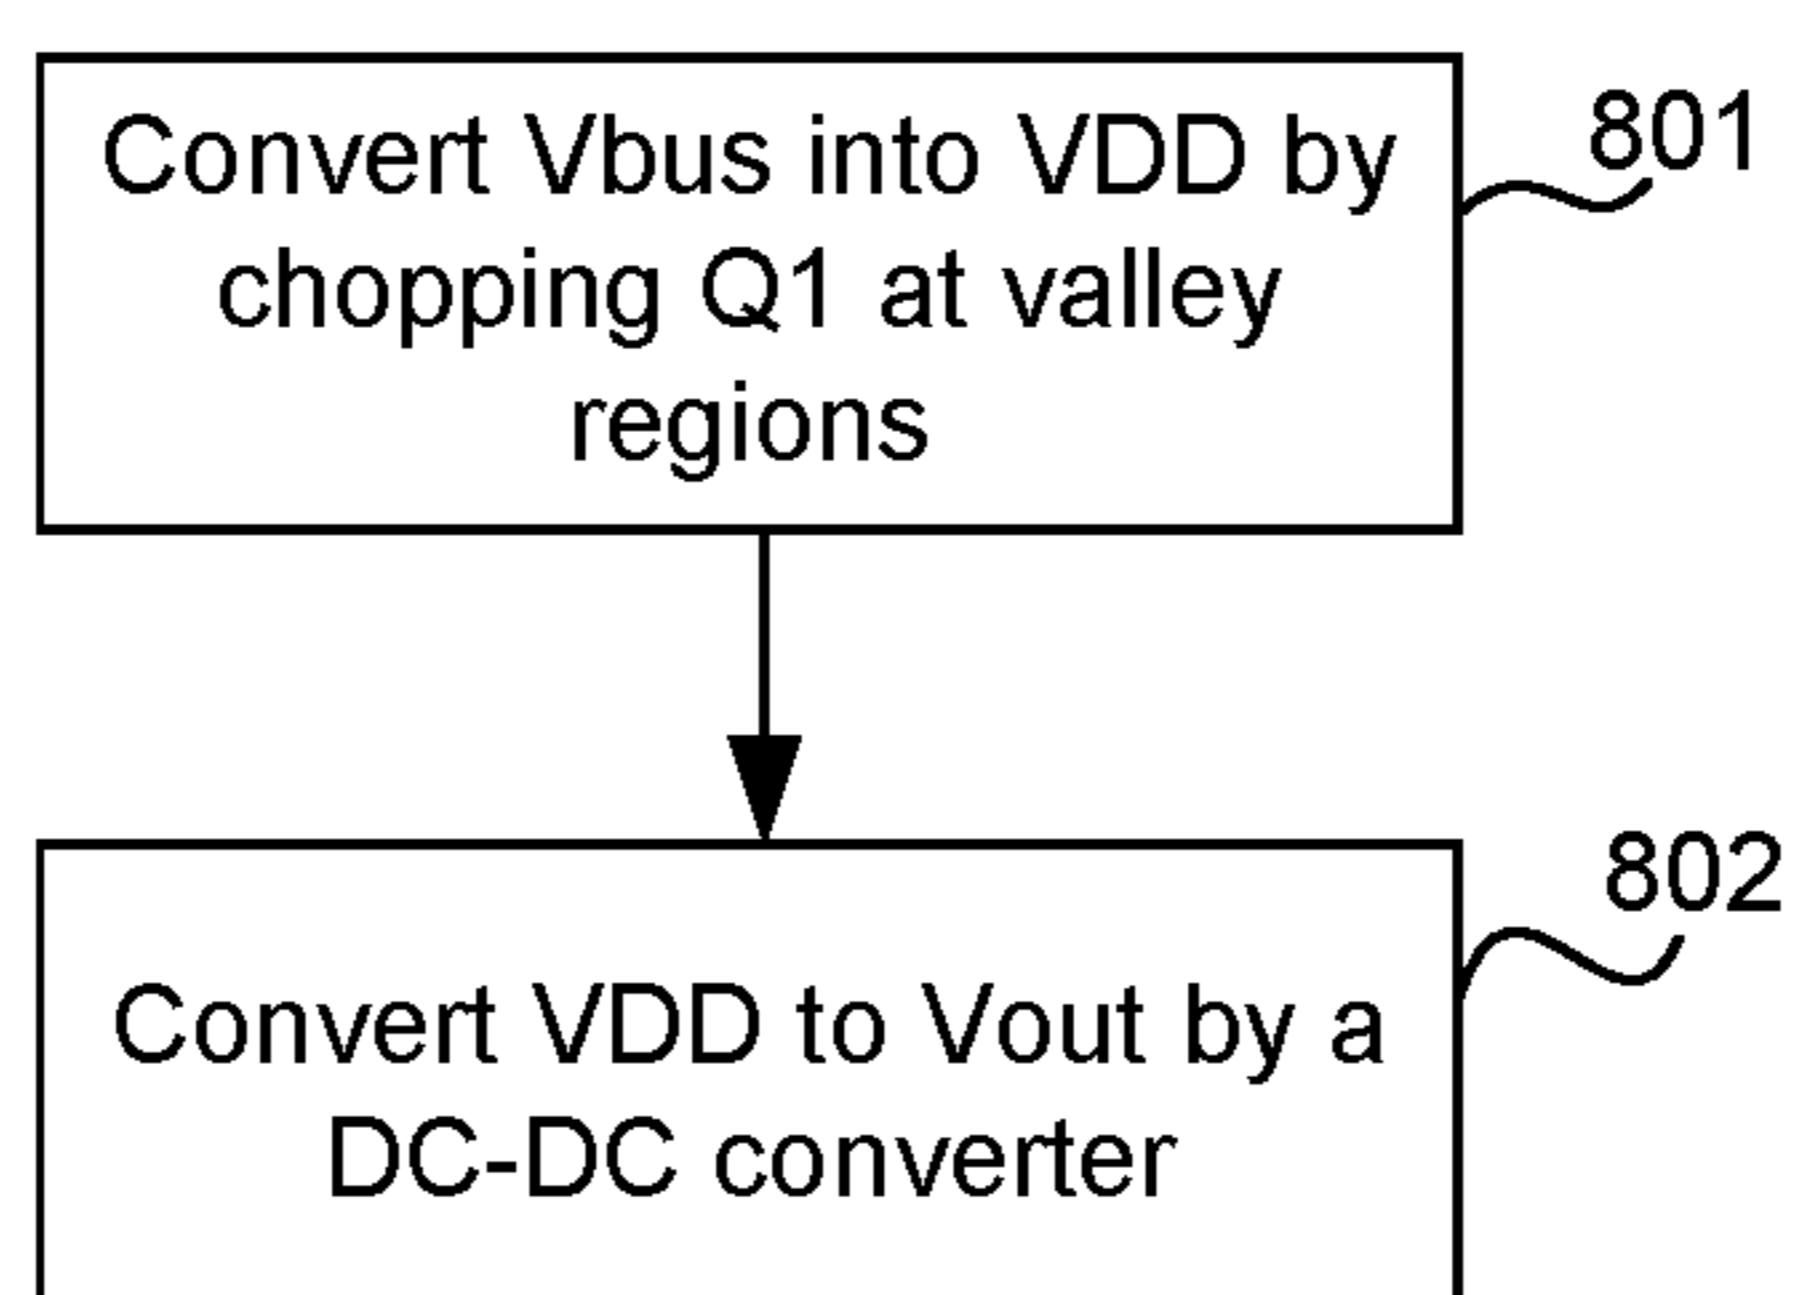 Convert Vbus into VDD by
chopping Q1 at valley
regions
801
802
Convert VDD to Vout by a
DC-DC converter